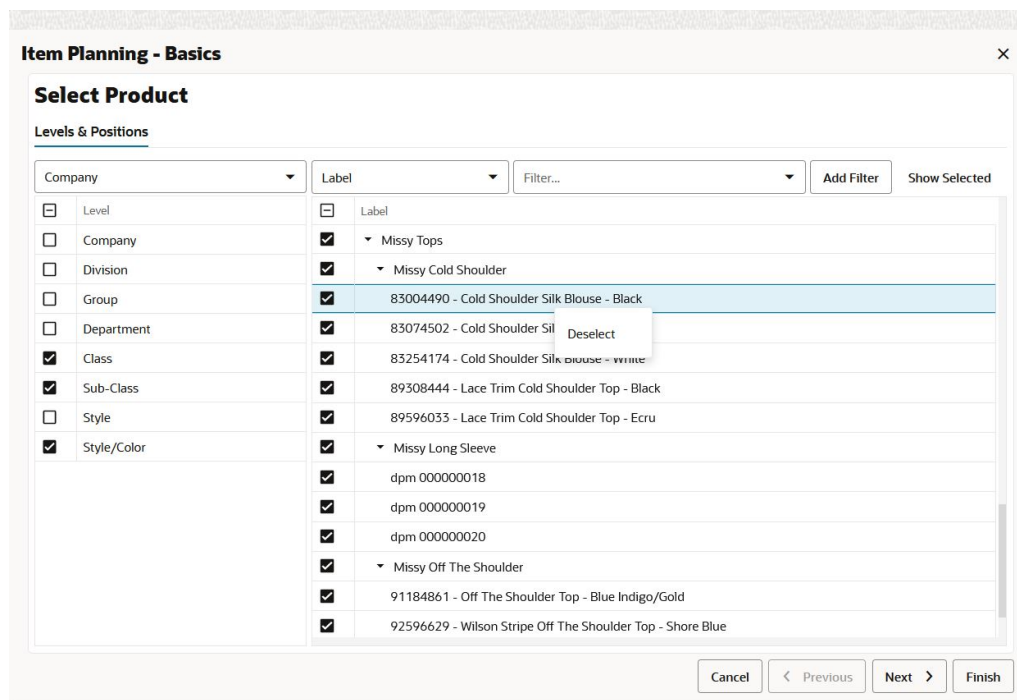 Item Planning - Basics
Select Product
Levels & Positions
Company
Label
Filter...
Add Filter
Show Selected
Level
Label
Company
Missy Tops
Division
Missy Cold Shoulder
Group
83004490 - Cold Shoulder Silk Blouse - Black
Department
83074502 - Cold Shoulder
Deselect
Class
83254174 - Cold Shoulder Silk Blouse - White
Sub-Class
89308444 - Lace Trim Cold Shoulder Top - Black
Style
89596033 - Lace Trim Cold Shoulder Top - Ecru
Style/Color
Missy Long Sleeve
dpm 000000018
dpm 000000019
dpm 000000020
Missy Off The Shoulder
91184861 - Off The Shoulder Top - Blue Indigo/Gold
92596629 - Wilson Stripe Off The Shoulder Top - Shore Blue
Cancel
Previous
Next
Finish